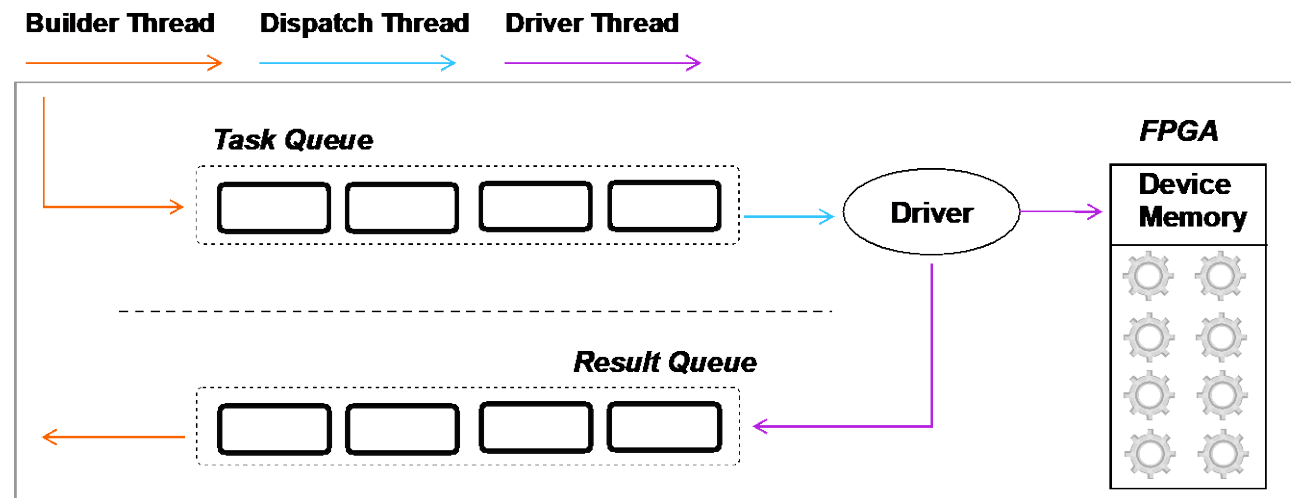 Builder Thread
Dispatch Thread
Driver Thread
Task Queue
FPGA
Device
Memory
Driver
Result Queue